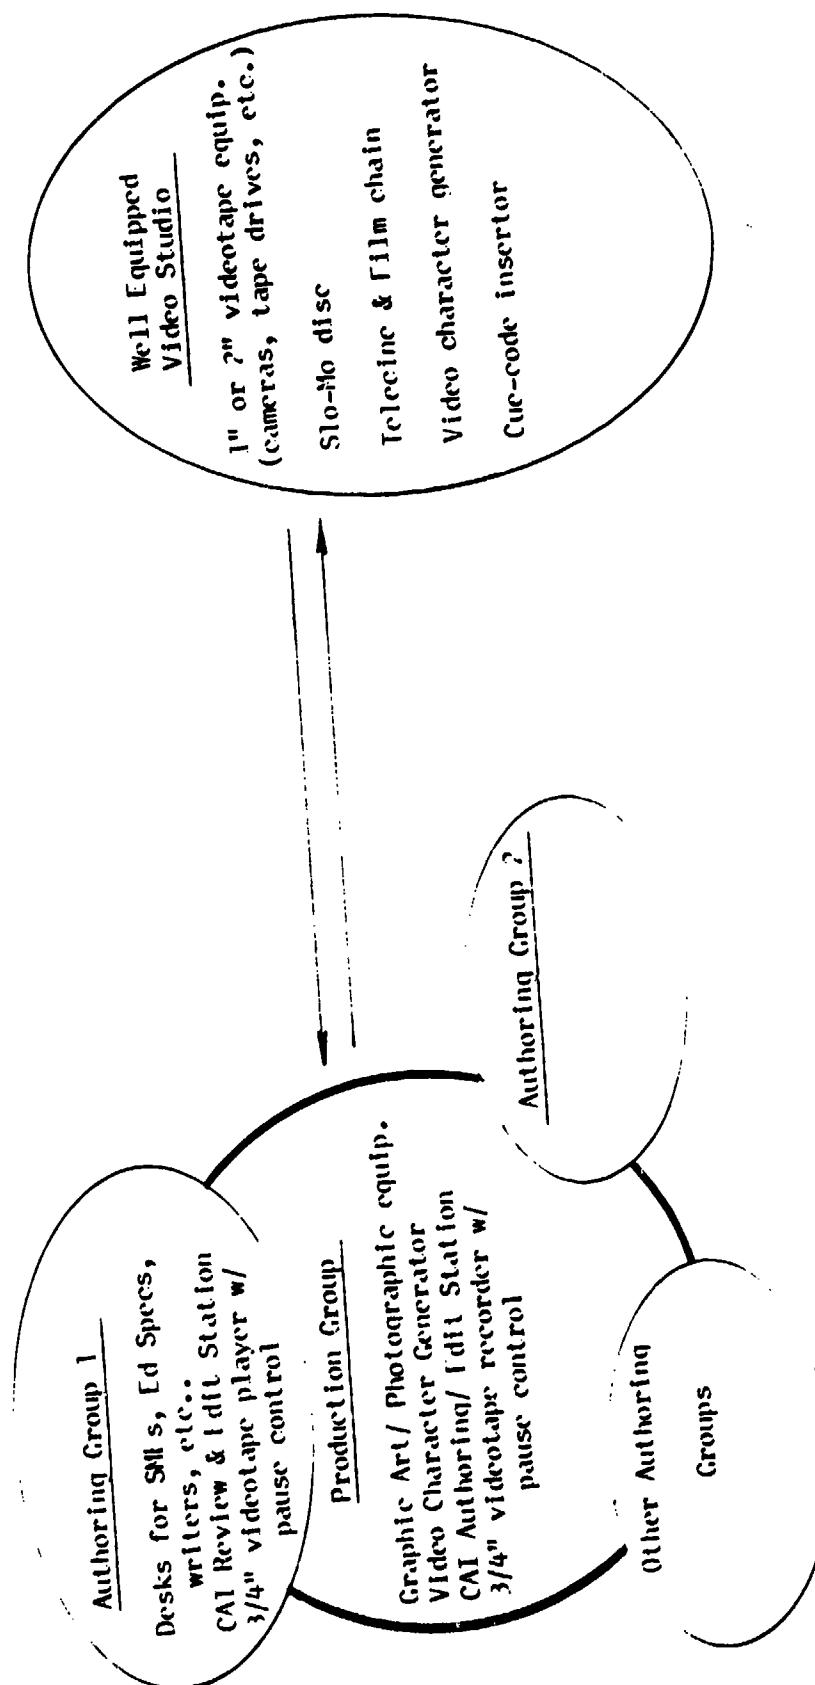 Authoring Group 1
Desks for SMEs, Ed Specs,
writers, etc..
CAI Review & Edit Station
3/4" videotape player w/
pause control
Production Group
Graphic Art/ Photographic equip.
Video Character Generator
CAI Authoring/ Edit Station
3/4" videotape recorder w/
pause control
Other Authoring
Groups
Authoring Group 2
Well Equipped
Video Studio
1" or 2" videotape equip.
(cameras, tape drives, etc.)
Slo-Mo disc
Telecine & Film chain
Video character generator
Cue-code insertor